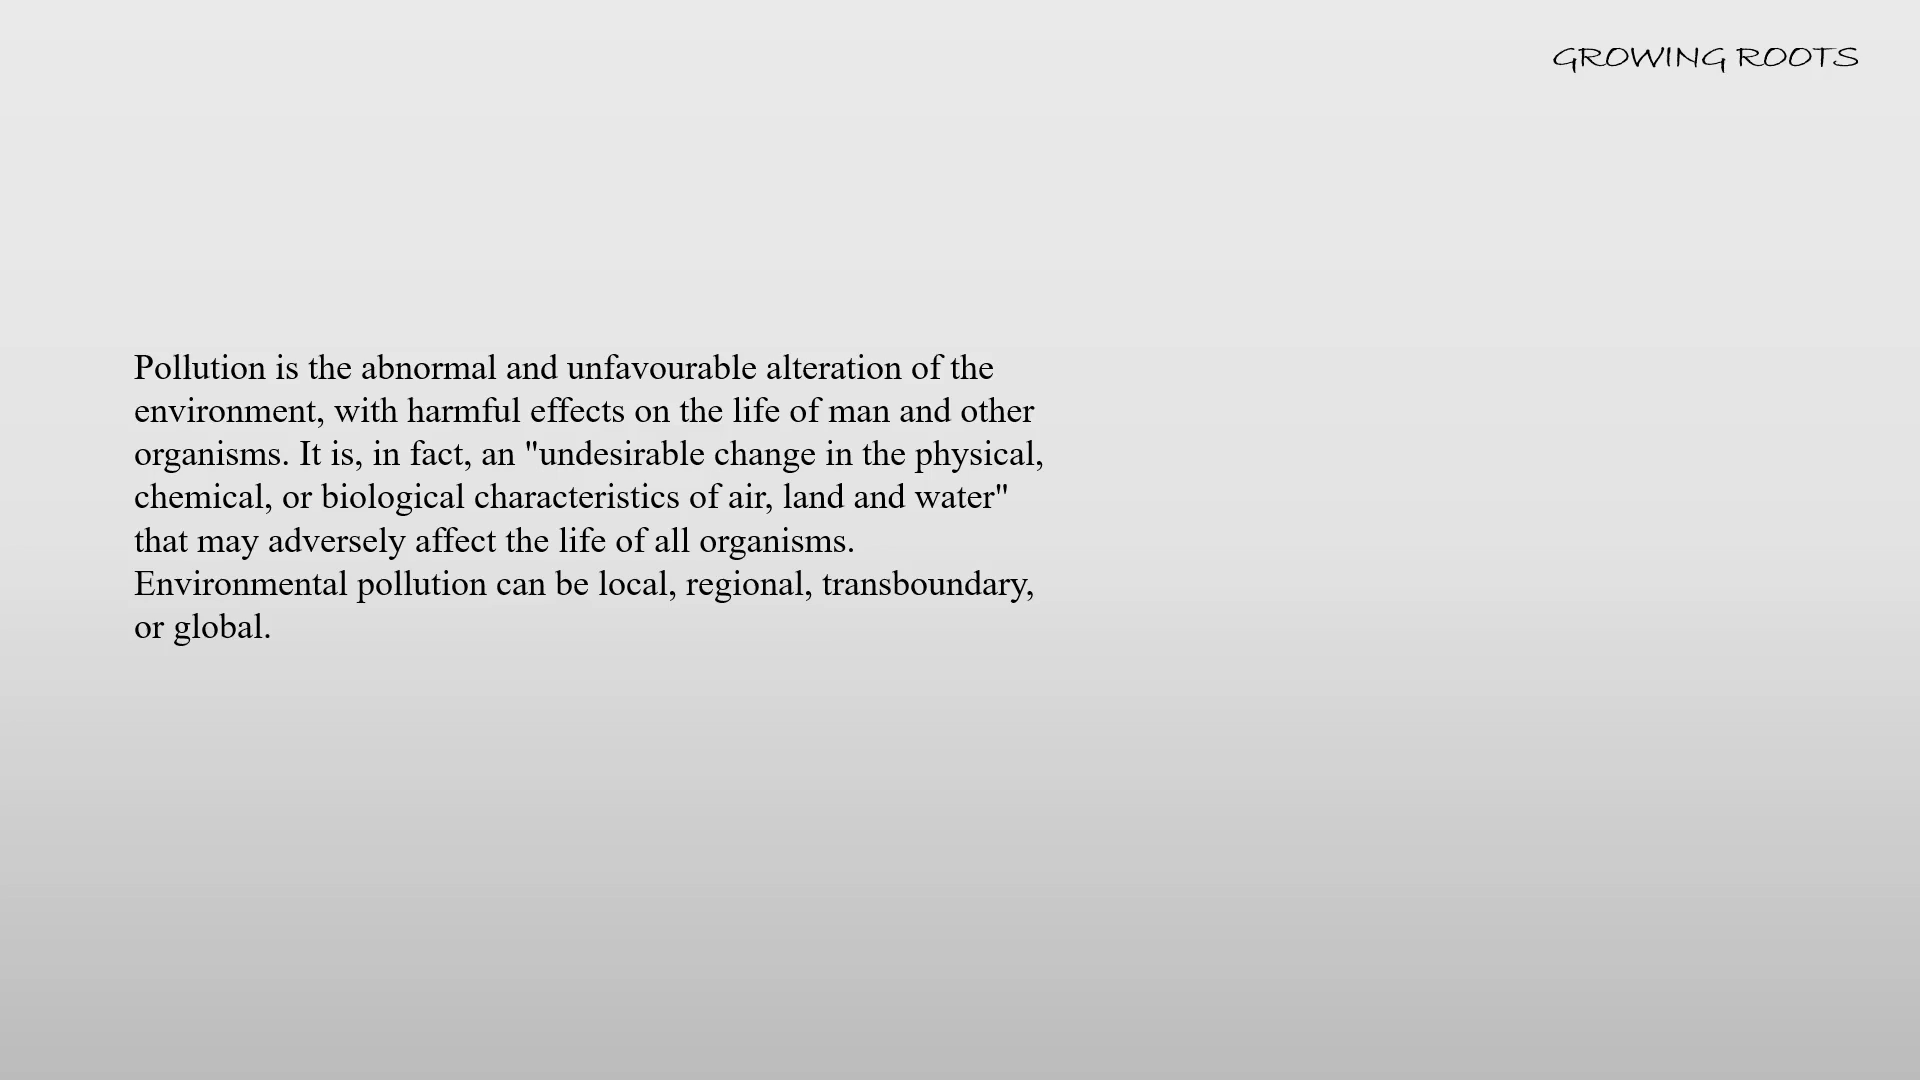 GROWING ROOTS
Pollution is the abnormal and unfavourable alteration of the
environment, with harmful effects on the life of man and other
organisms. It is, in fact, an "undesirable change in the physical,
chemical, or biological characteristics of air, land and water"
that may adversely affect the life of all organisms.
Environmental pollution can be local, regional, transboundary,
or global.